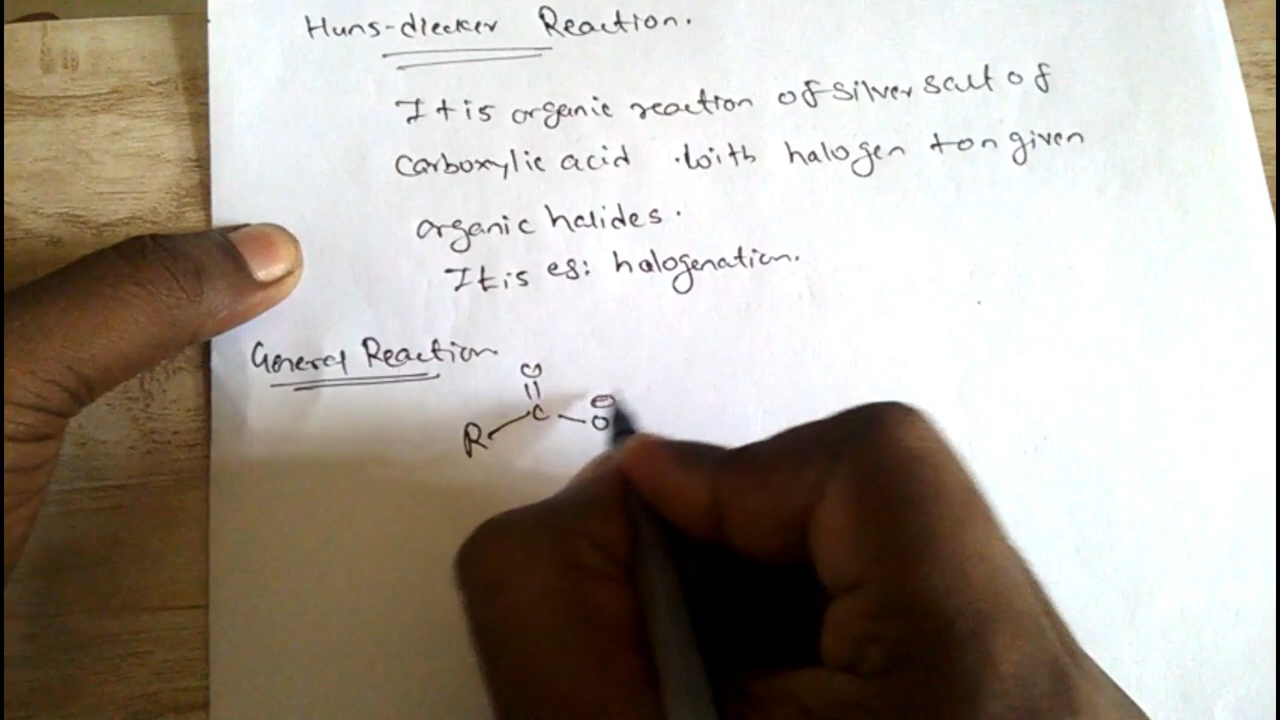 Huns-diecker Reaction.
It is organic reaction of silver salt of
carboxylic acid with halogen ton given
organic halides.
It is eg: halogenation.
General Reaction
O
R C O